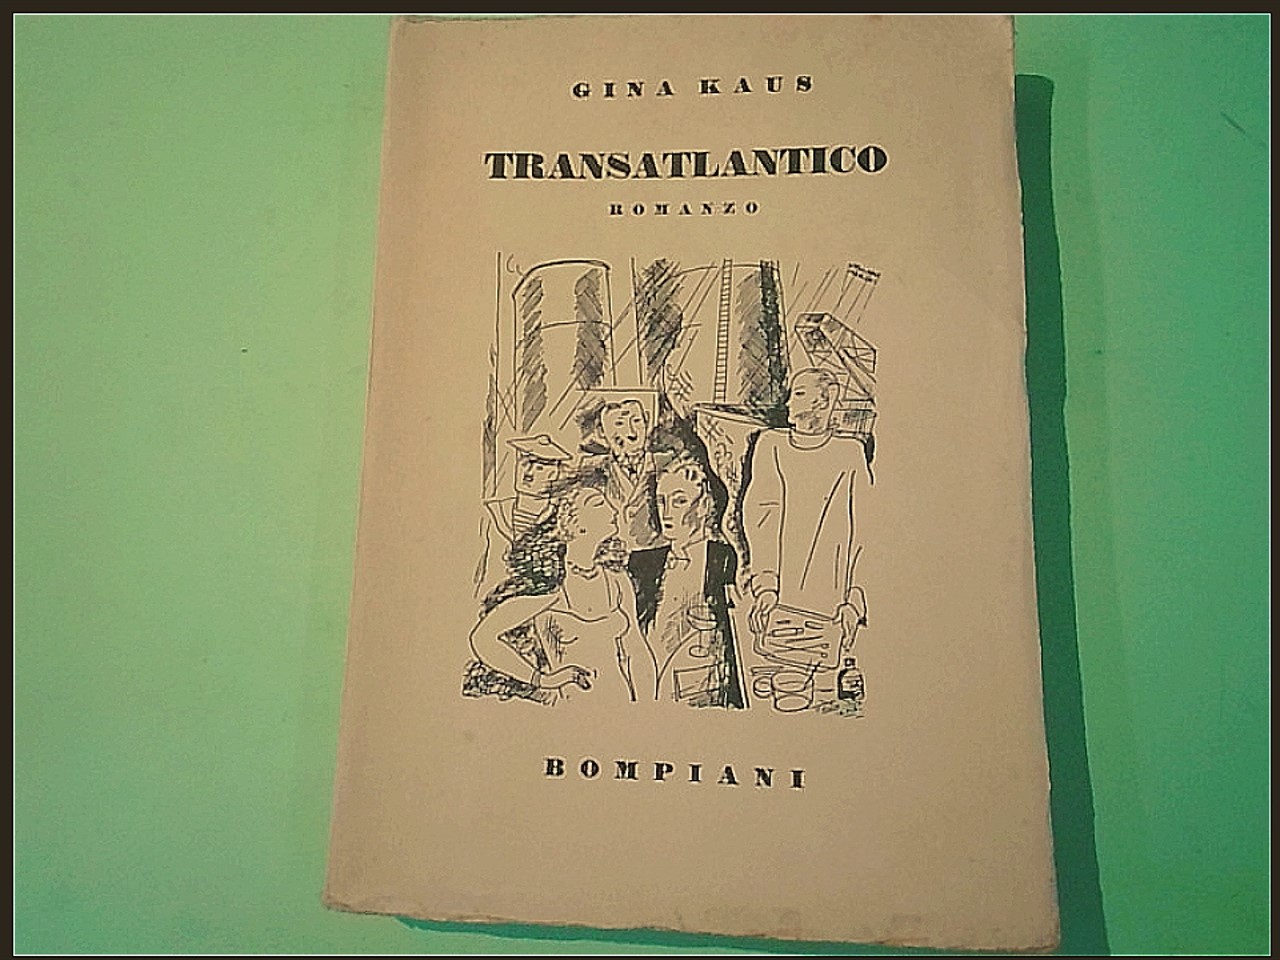 GINA KAUS
TRANSATLANTICO
ROMANZO
BOMPIANI